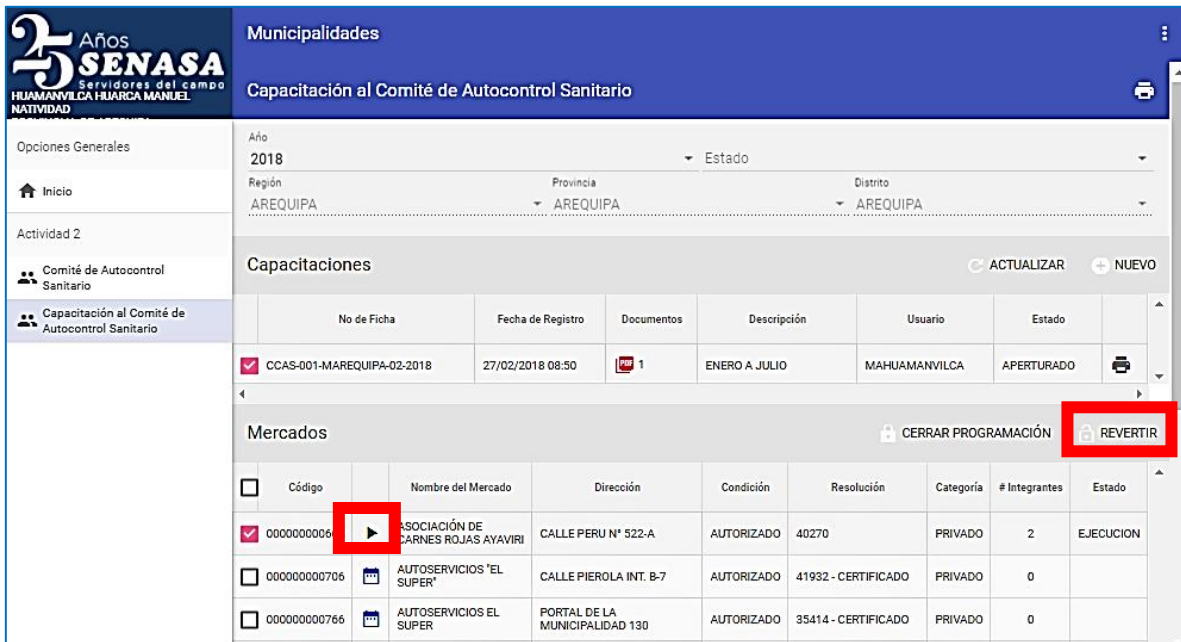 25 Años
SENASA
Servidores del campo
HUAMANVILCA HUARCA MANUEL
NATIVIDAD
Municipalidades
Capacitación al Comité de Autocontrol Sanitario
Opciones Generales
Inicio
Actividad 2
Comité de Autocontrol
Sanitario
Capacitación al Comité de
Autocontrol Sanitario
Año
2018 Estado
Región Provincia Distrito
AREQUIPA AREQUIPA AREQUIPA
Capacitaciones ACTUALIZAR NUEVO
No de Ficha Fecha de Registro Documentos Descripción Usuario Estado
CCAS-001-MAREQUIPA-02-2018 27/02/2018 08:50 PDF 1 ENERO A JULIO MAHUAMANVILCA APERTURADO
Mercados CERRAR PROGRAMACIÓN REVERTIR
Código Nombre del Mercado Dirección Condición Resolución Categoría # Integrantes Estado
ASOCIACIÓN DE
CARNES ROJAS AYAVIRI CALLE PERU N° 522-A AUTORIZADO 40270 PRIVADO 2 EJECUCION
000000000706 AUTOSERVICIOS "EL
SUPER" CALLE PIEROLA INT. B-7 AUTORIZADO 41932 - CERTIFICADO PRIVADO 0
000000000766 AUTOSERVICIOS EL
SUPER PORTAL DE LA
MUNICIPALIDAD 130 AUTORIZADO 35414 - CERTIFICADO PRIVADO 0